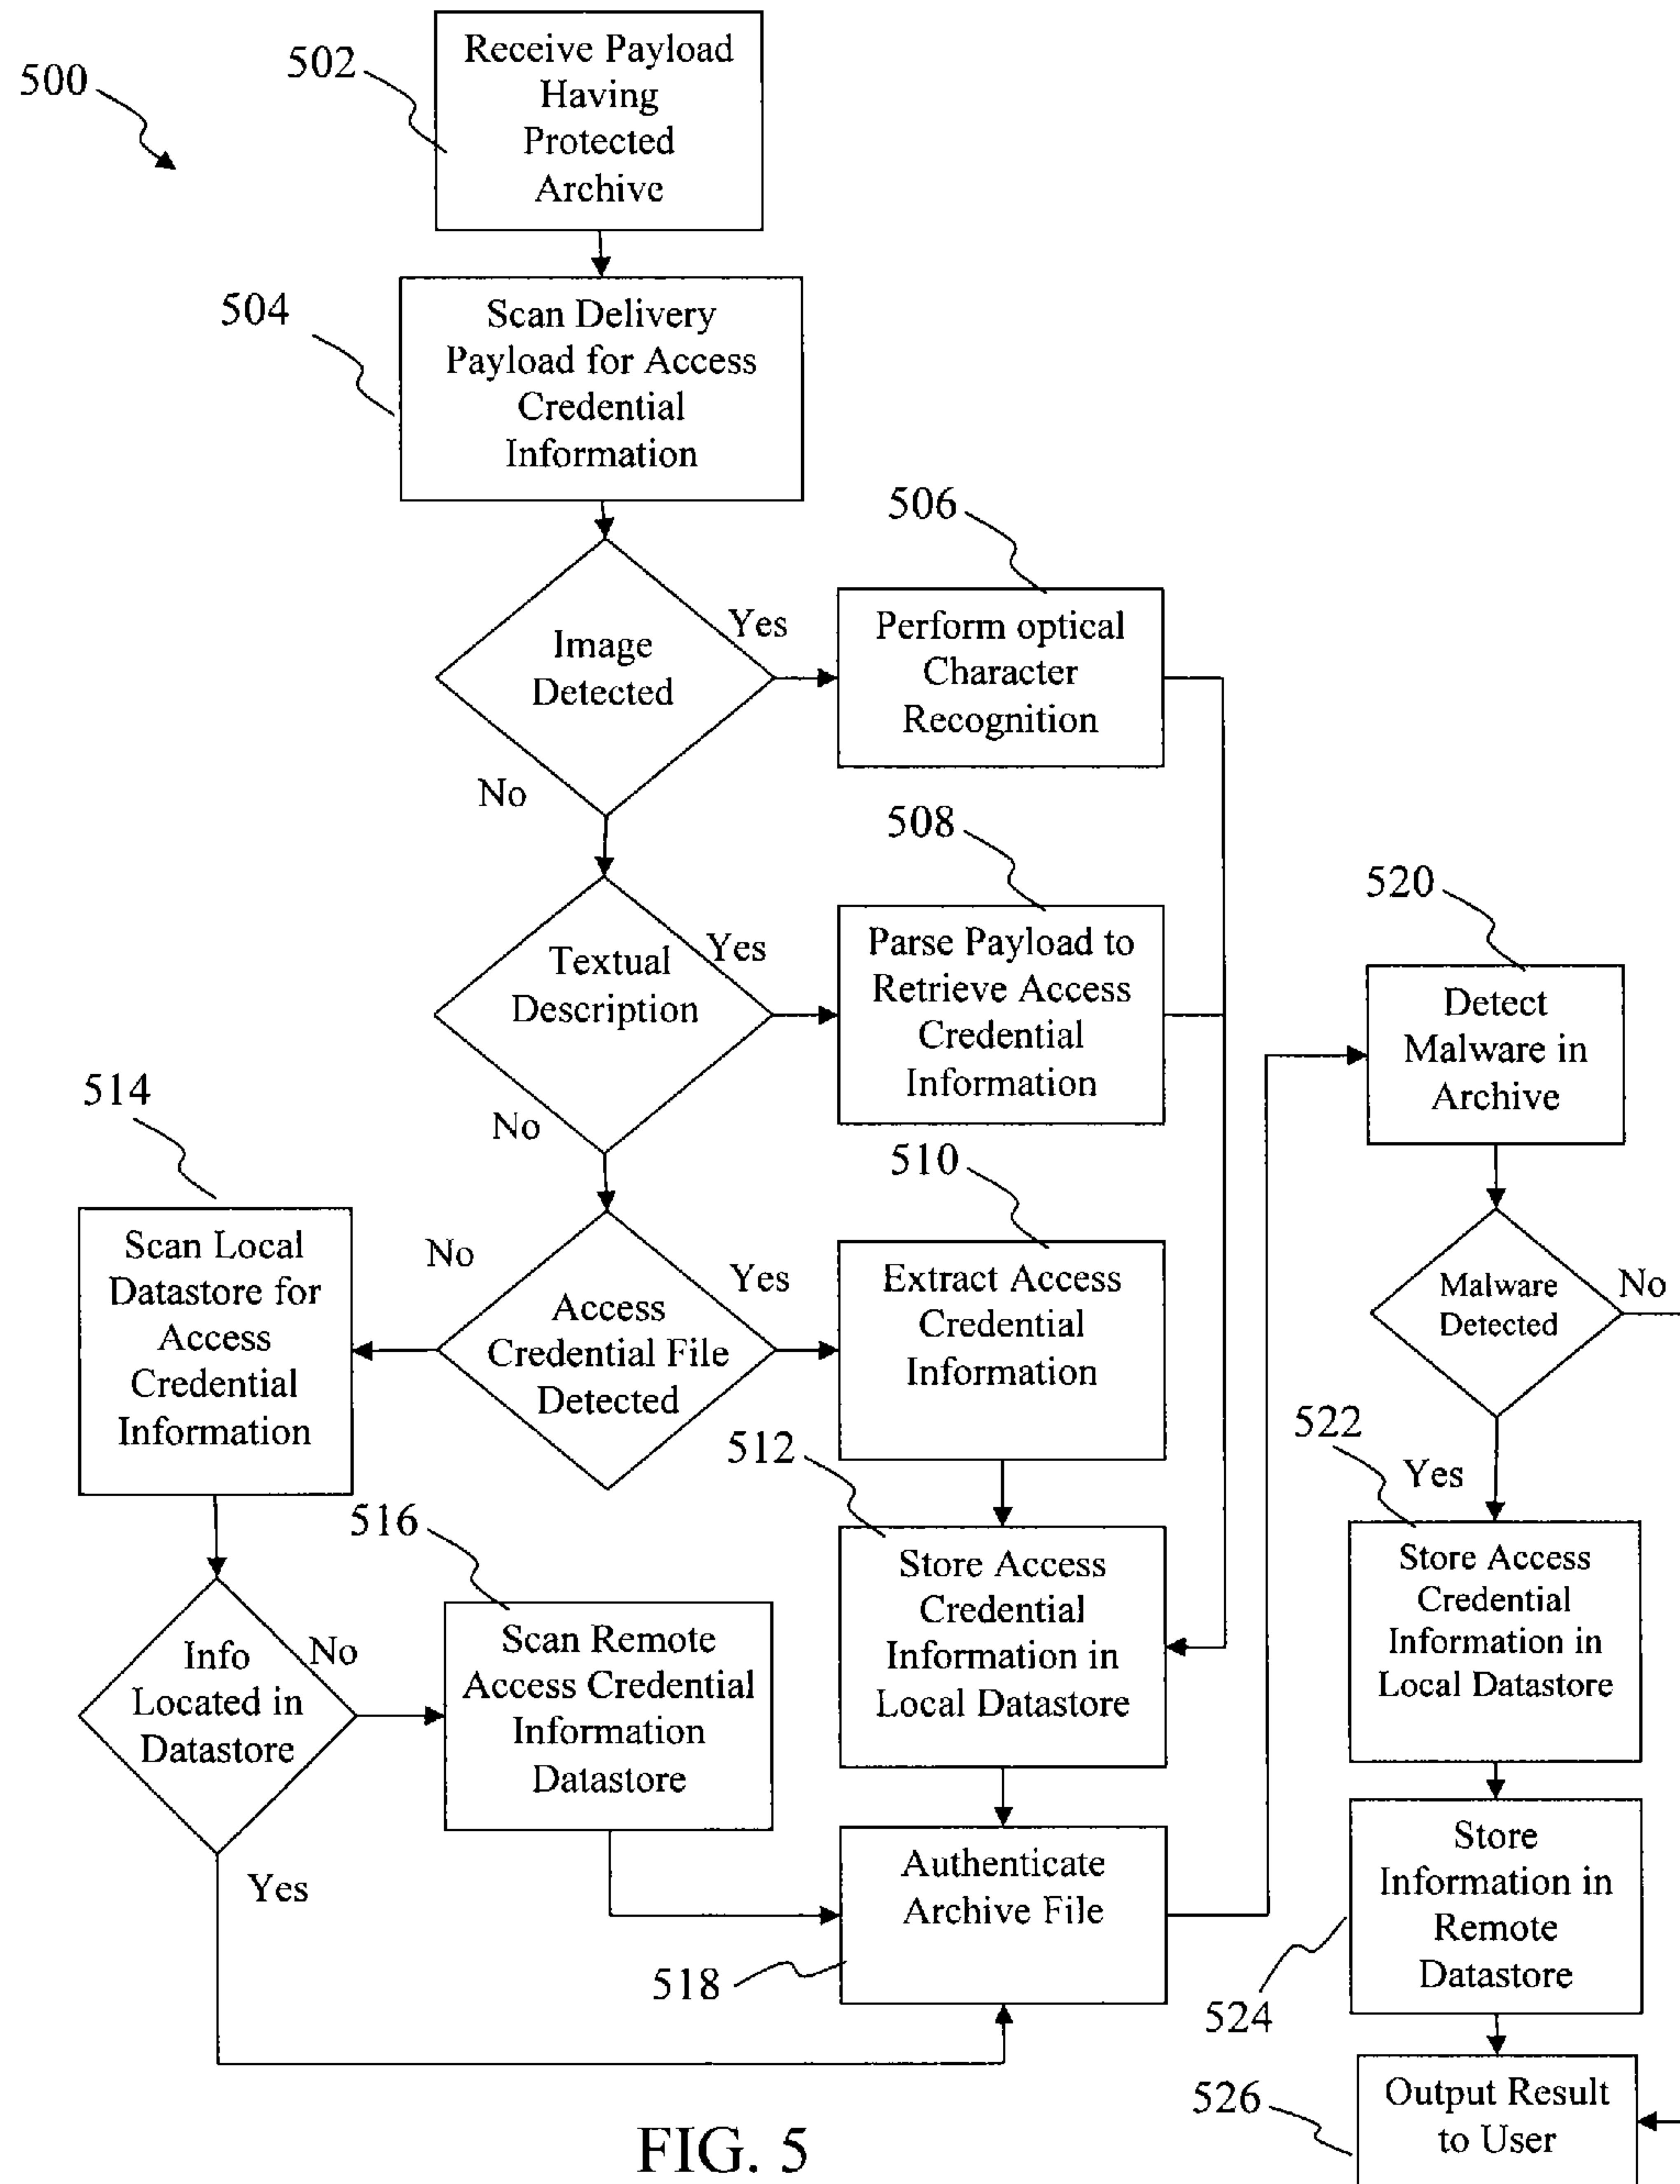 500
502
Receive Payload
Having
Protected
Archive
504
Scan Delivery
Payload for Access
Credential
Information
Image
Detected
Yes
No
506
Perform optical
Character
Recognition
Textual
Description
Yes
No
508
Parse Payload to
Retrieve Access
Credential
Information
Access
Credential File
Detected
No
Yes
510
Extract Access
Credential
Information
512
Store Access
Credential
Information in
Local Datastore
514
Scan Local
Datastore for
Access
Credential
Information
Info
Located in
Datastore
No
Yes
516
Scan Remote
Access Credential
Information
Datastore
518
Authenticate
Archive File
520
Detect
Malware in
Archive
Malware
Detected
No
Yes
522
Store Access
Credential
Information in
Local Datastore
524
Store
Information in
Remote
Datastore
526
Output Result
to User
FIG. 5